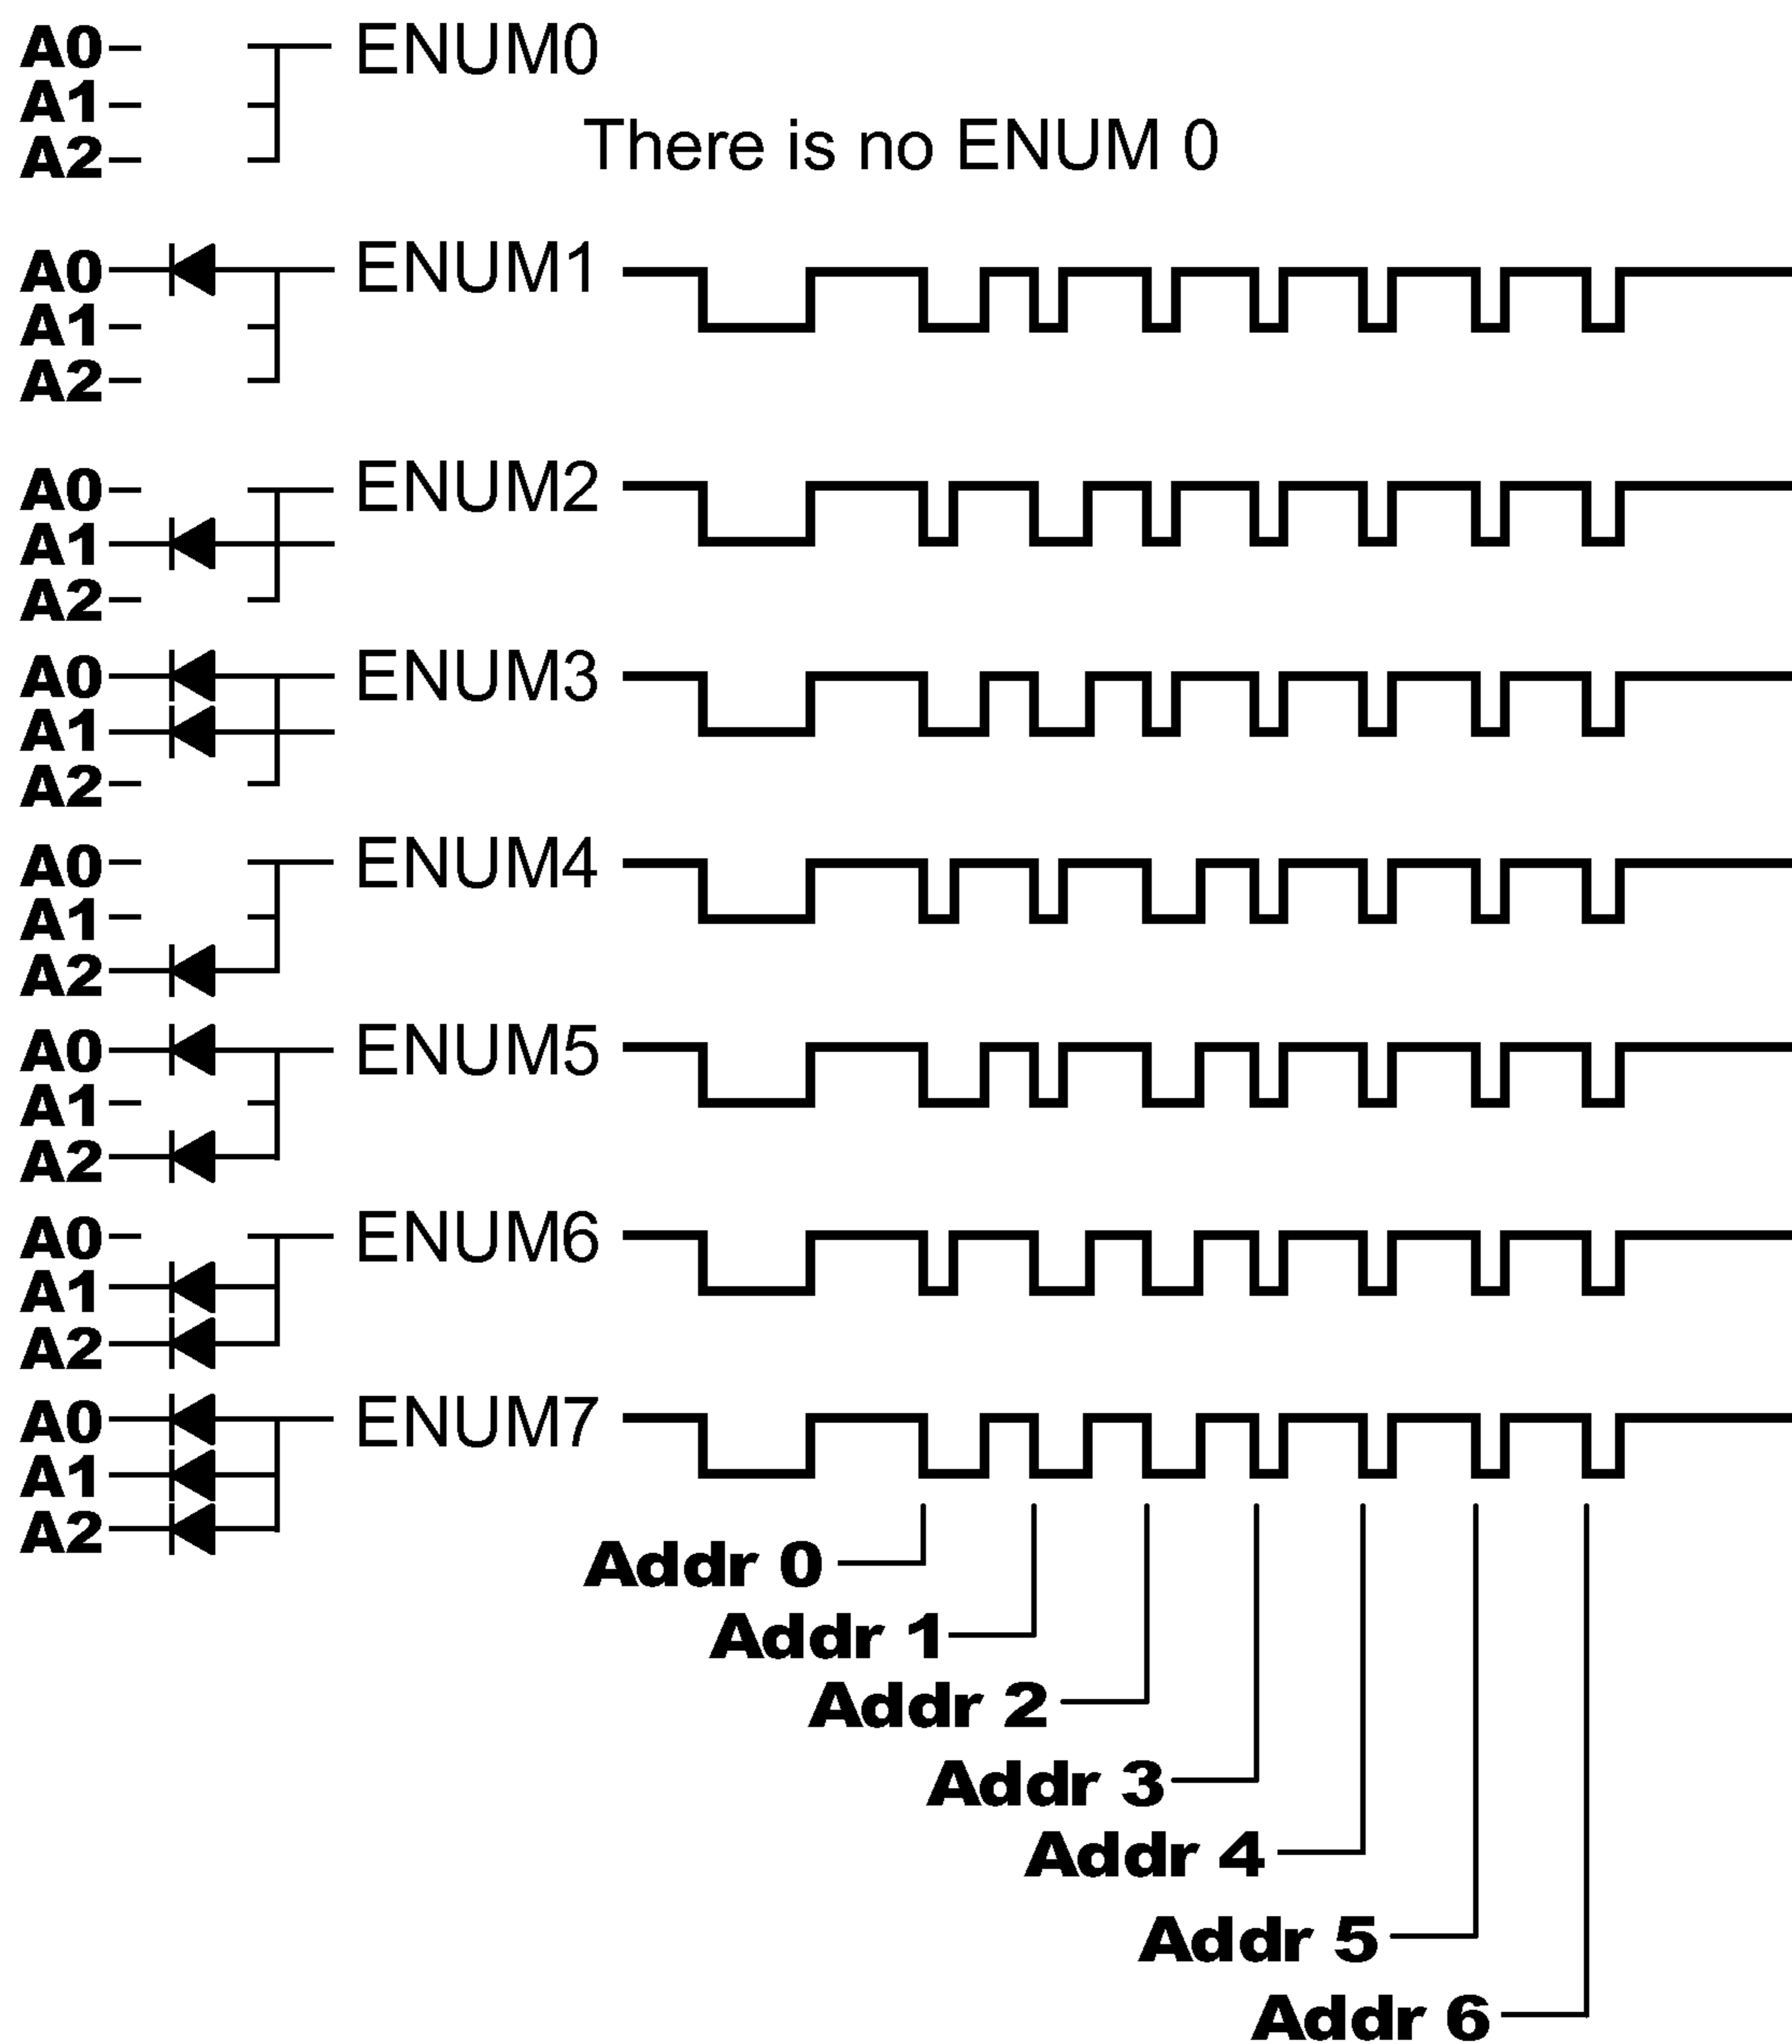 A0 ENUM0
A1
There is no ENUM 0
A2
A0 ENUM1
A1
A2
A0 ENUM2
A1
A2
A0 ENUM3
A1
A2
A0 ENUM4
A1
A2
A0 ENUM5
A1
A2
A0 ENUM6
A1
A2
A0 ENUM7
A1
A2
Addr 0
Addr 1
Addr 2
Addr 3
Addr 4
Addr 5
Addr 6